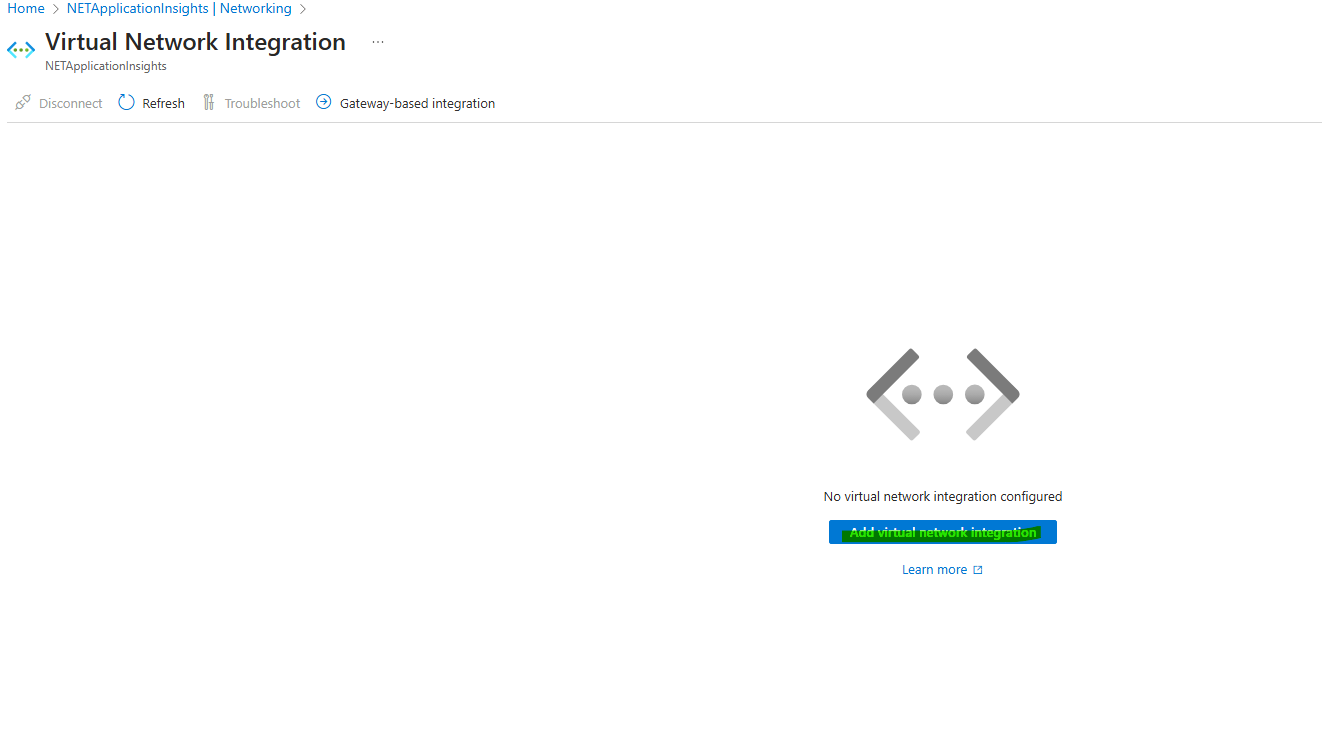 Home > NETApplicationInsights | Networking >
Virtual Network Integration ...
NETApplicationInsights
Disconnect Refresh Troubleshoot Gateway-based integration
No virtual network integration configured
Add virtual network integration
Learn more